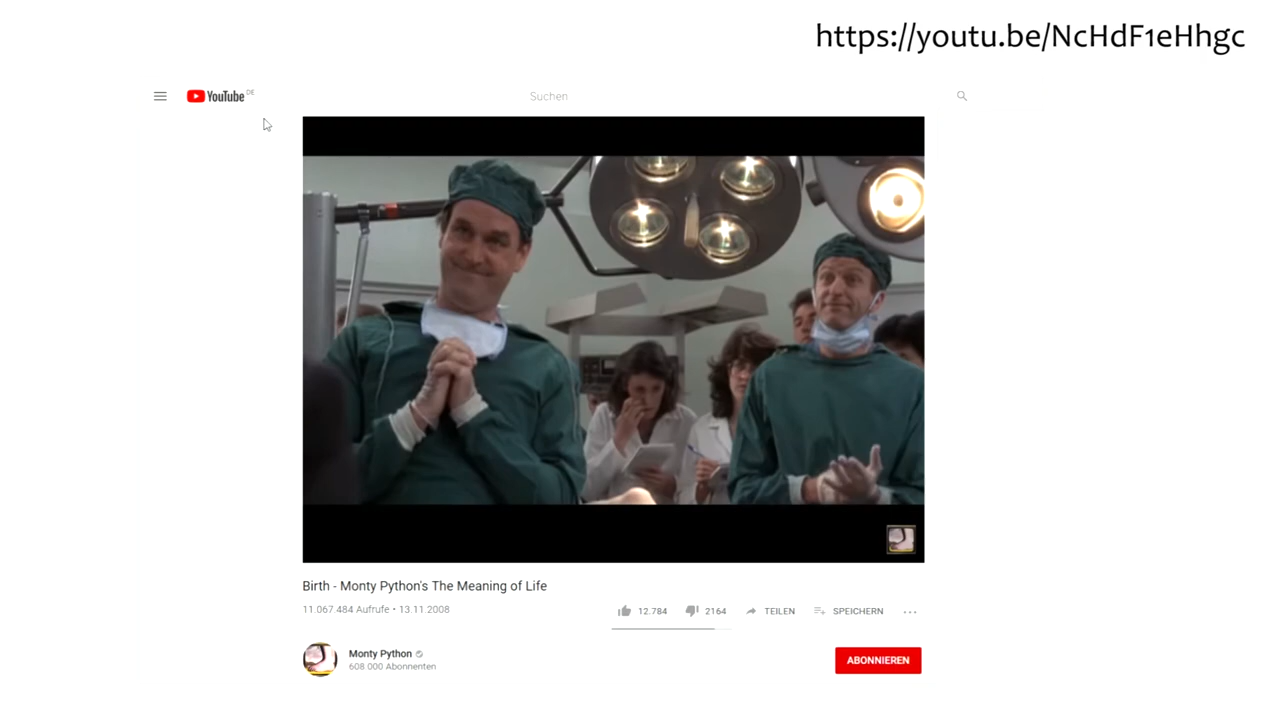 https://youtu.be/NcHdF1eHhgc
YouTube DE
Suchen
Birth - Monty Python's The Meaning of Life
11.067.484 Aufrufe • 13.11.2008
12.784 2164 TEILEN SPEICHERN ...
Monty Python
608 000 Abonnenten
ABONNIEREN